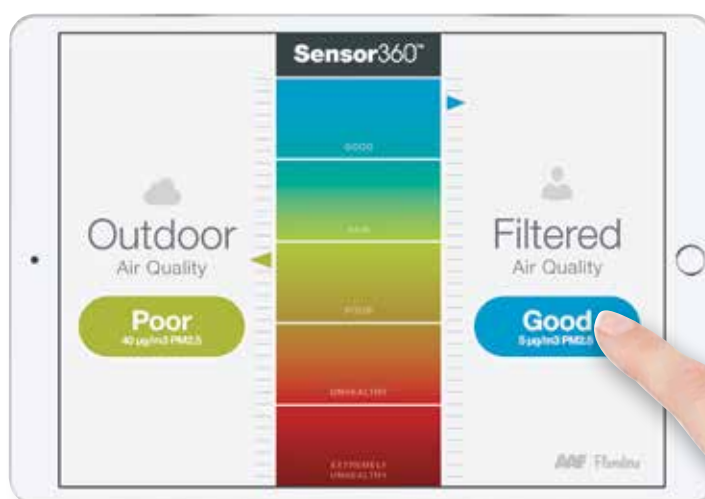 Sensor360™
GOOD
FAIR
POOR
UNHEALTHY
EXTREMELY
UNHEALTHY
Outdoor
Air Quality
Poor
40 µg/m3 PM2.5
Filtered
Air Quality
Good
5 µg/m3 PM2.5
AAF Flanders